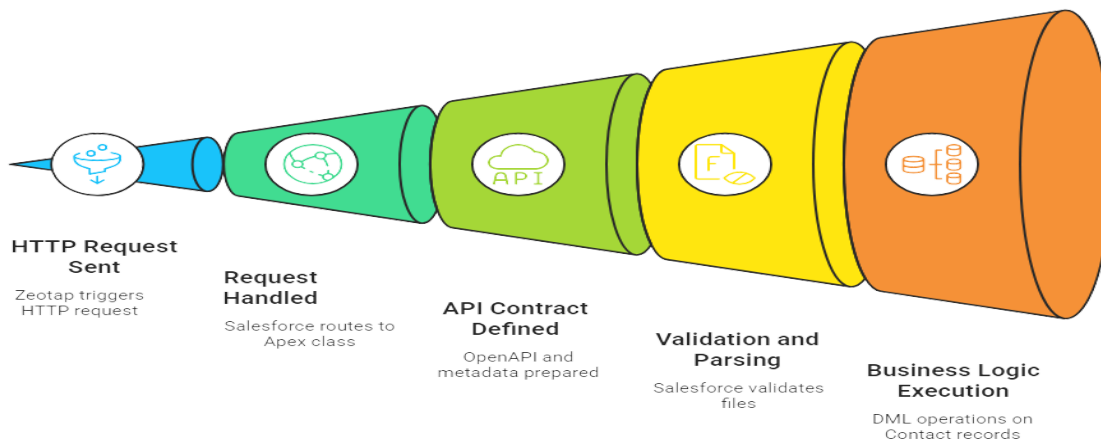 HTTP Request
Sent
Zeotap triggers
HTTP request
Request
Handled
Salesforce routes to
Apex class
API
API Contract
Defined
OpenAPI and
metadata prepared
F
Validation and
Parsing
Salesforce validates
files
Business Logic
Execution
DML operations on
Contact records